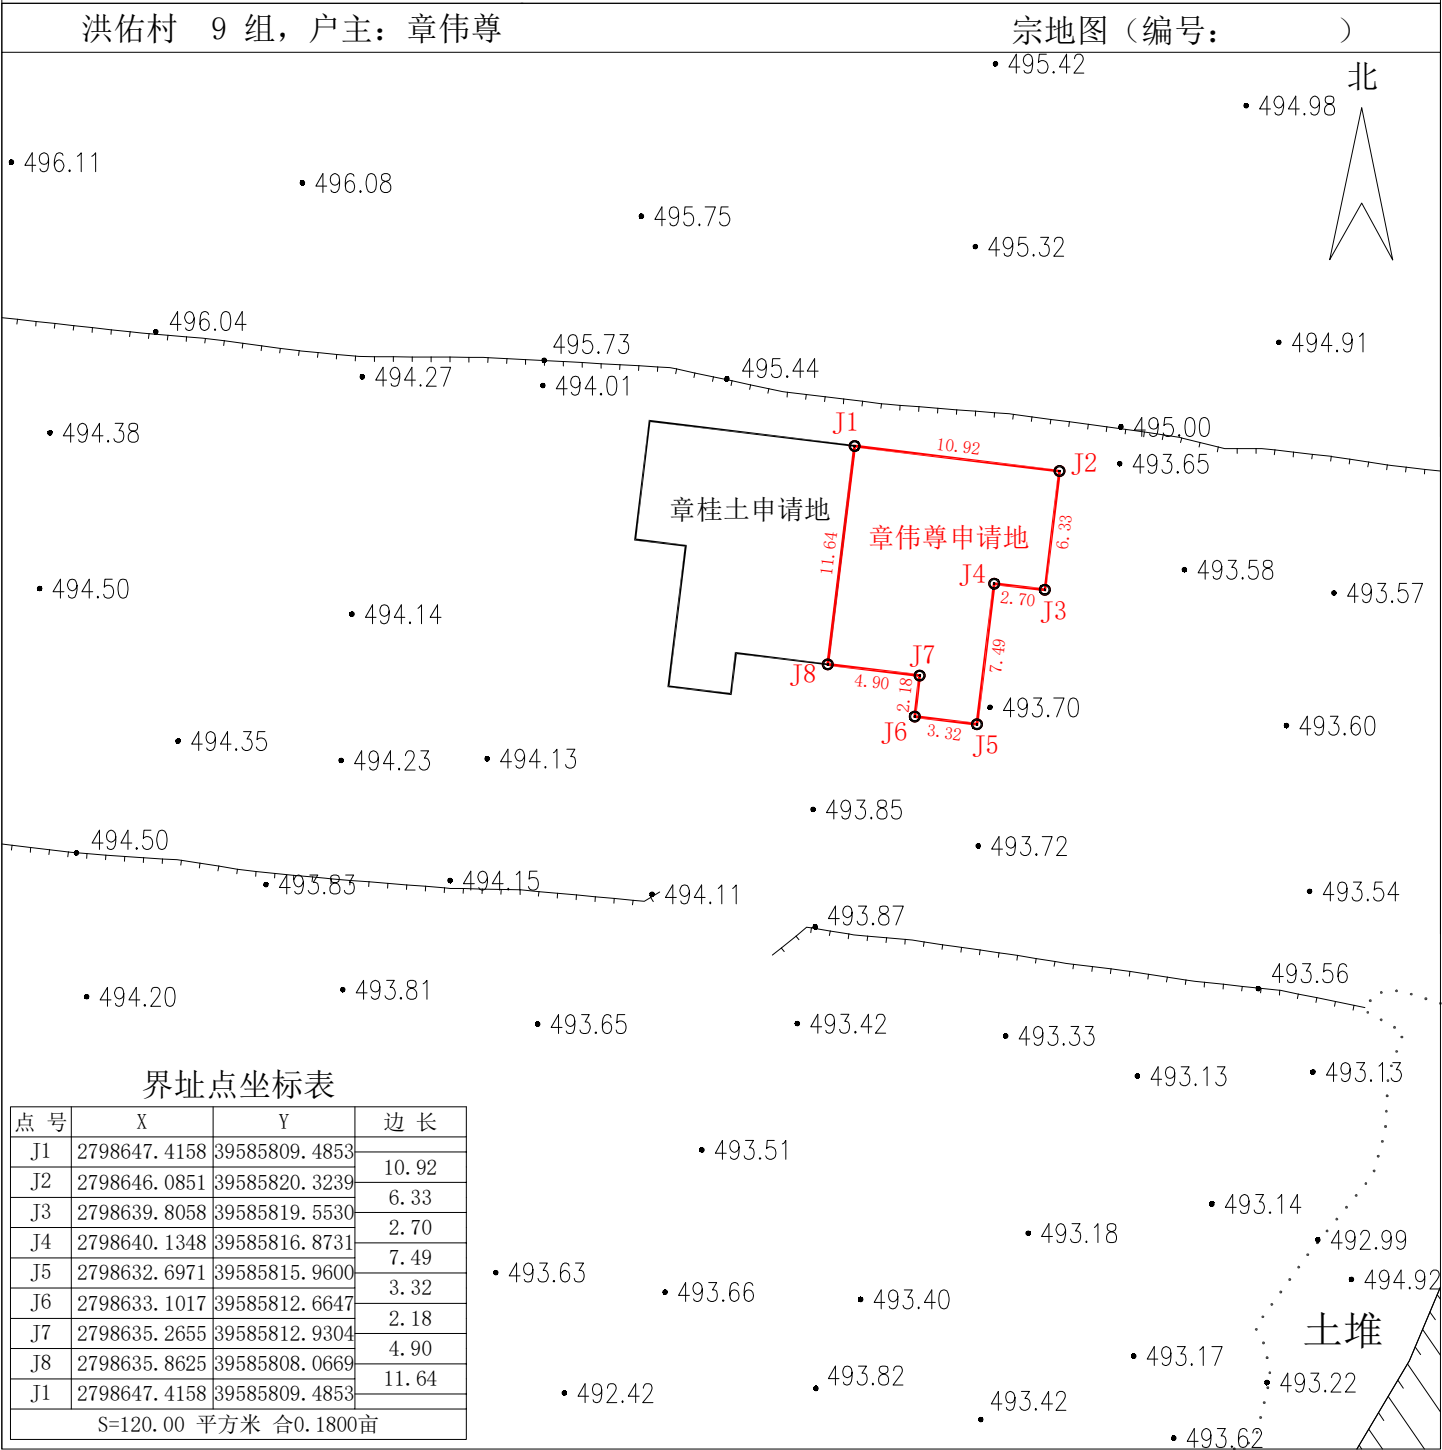 洪佑村 9 组，户主：章伟尊
宗地图（编号： ）
495.42
北
494.98
496.11
496.08
495.75
495.32
496.04
495.73
494.91
495.44
494.27
494.01
494.38
J1
495.00
10.92
J2
493.65
章桂土申请地
章伟尊申请地
6.33
11.64
J4
493.58
494.50
2.70
J3
493.57
494.14
7.49
J7
J8
4.90
2.18
493.70
J6
3.32
J5
493.60
494.35
494.23
494.13
493.85
494.50
493.72
493.83
494.15
494.11
493.54
493.87
493.56
494.20
493.81
493.65
493.42
493.33
493.13
493.13
界址点坐标表
点 号 X Y 边 长
J1 2798647.4158 39585809.4853
10.92
J2 2798646.0851 39585820.3239
6.33
J3 2798639.8058 39585819.5530
2.70
J4 2798640.1348 39585816.8731
7.49
J5 2798632.6971 39585815.9600
3.32
J6 2798633.1017 39585812.6647
2.18
J7 2798635.2655 39585812.9304
4.90
J8 2798635.8625 39585808.0669
11.64
J1 2798647.4158 39585809.4853
S=120.00 平方米 合0.1800亩
493.51
493.14
493.18
492.99
493.63
494.92
493.66
493.40
土堆
493.17
493.82
493.22
492.42
493.42
493.62